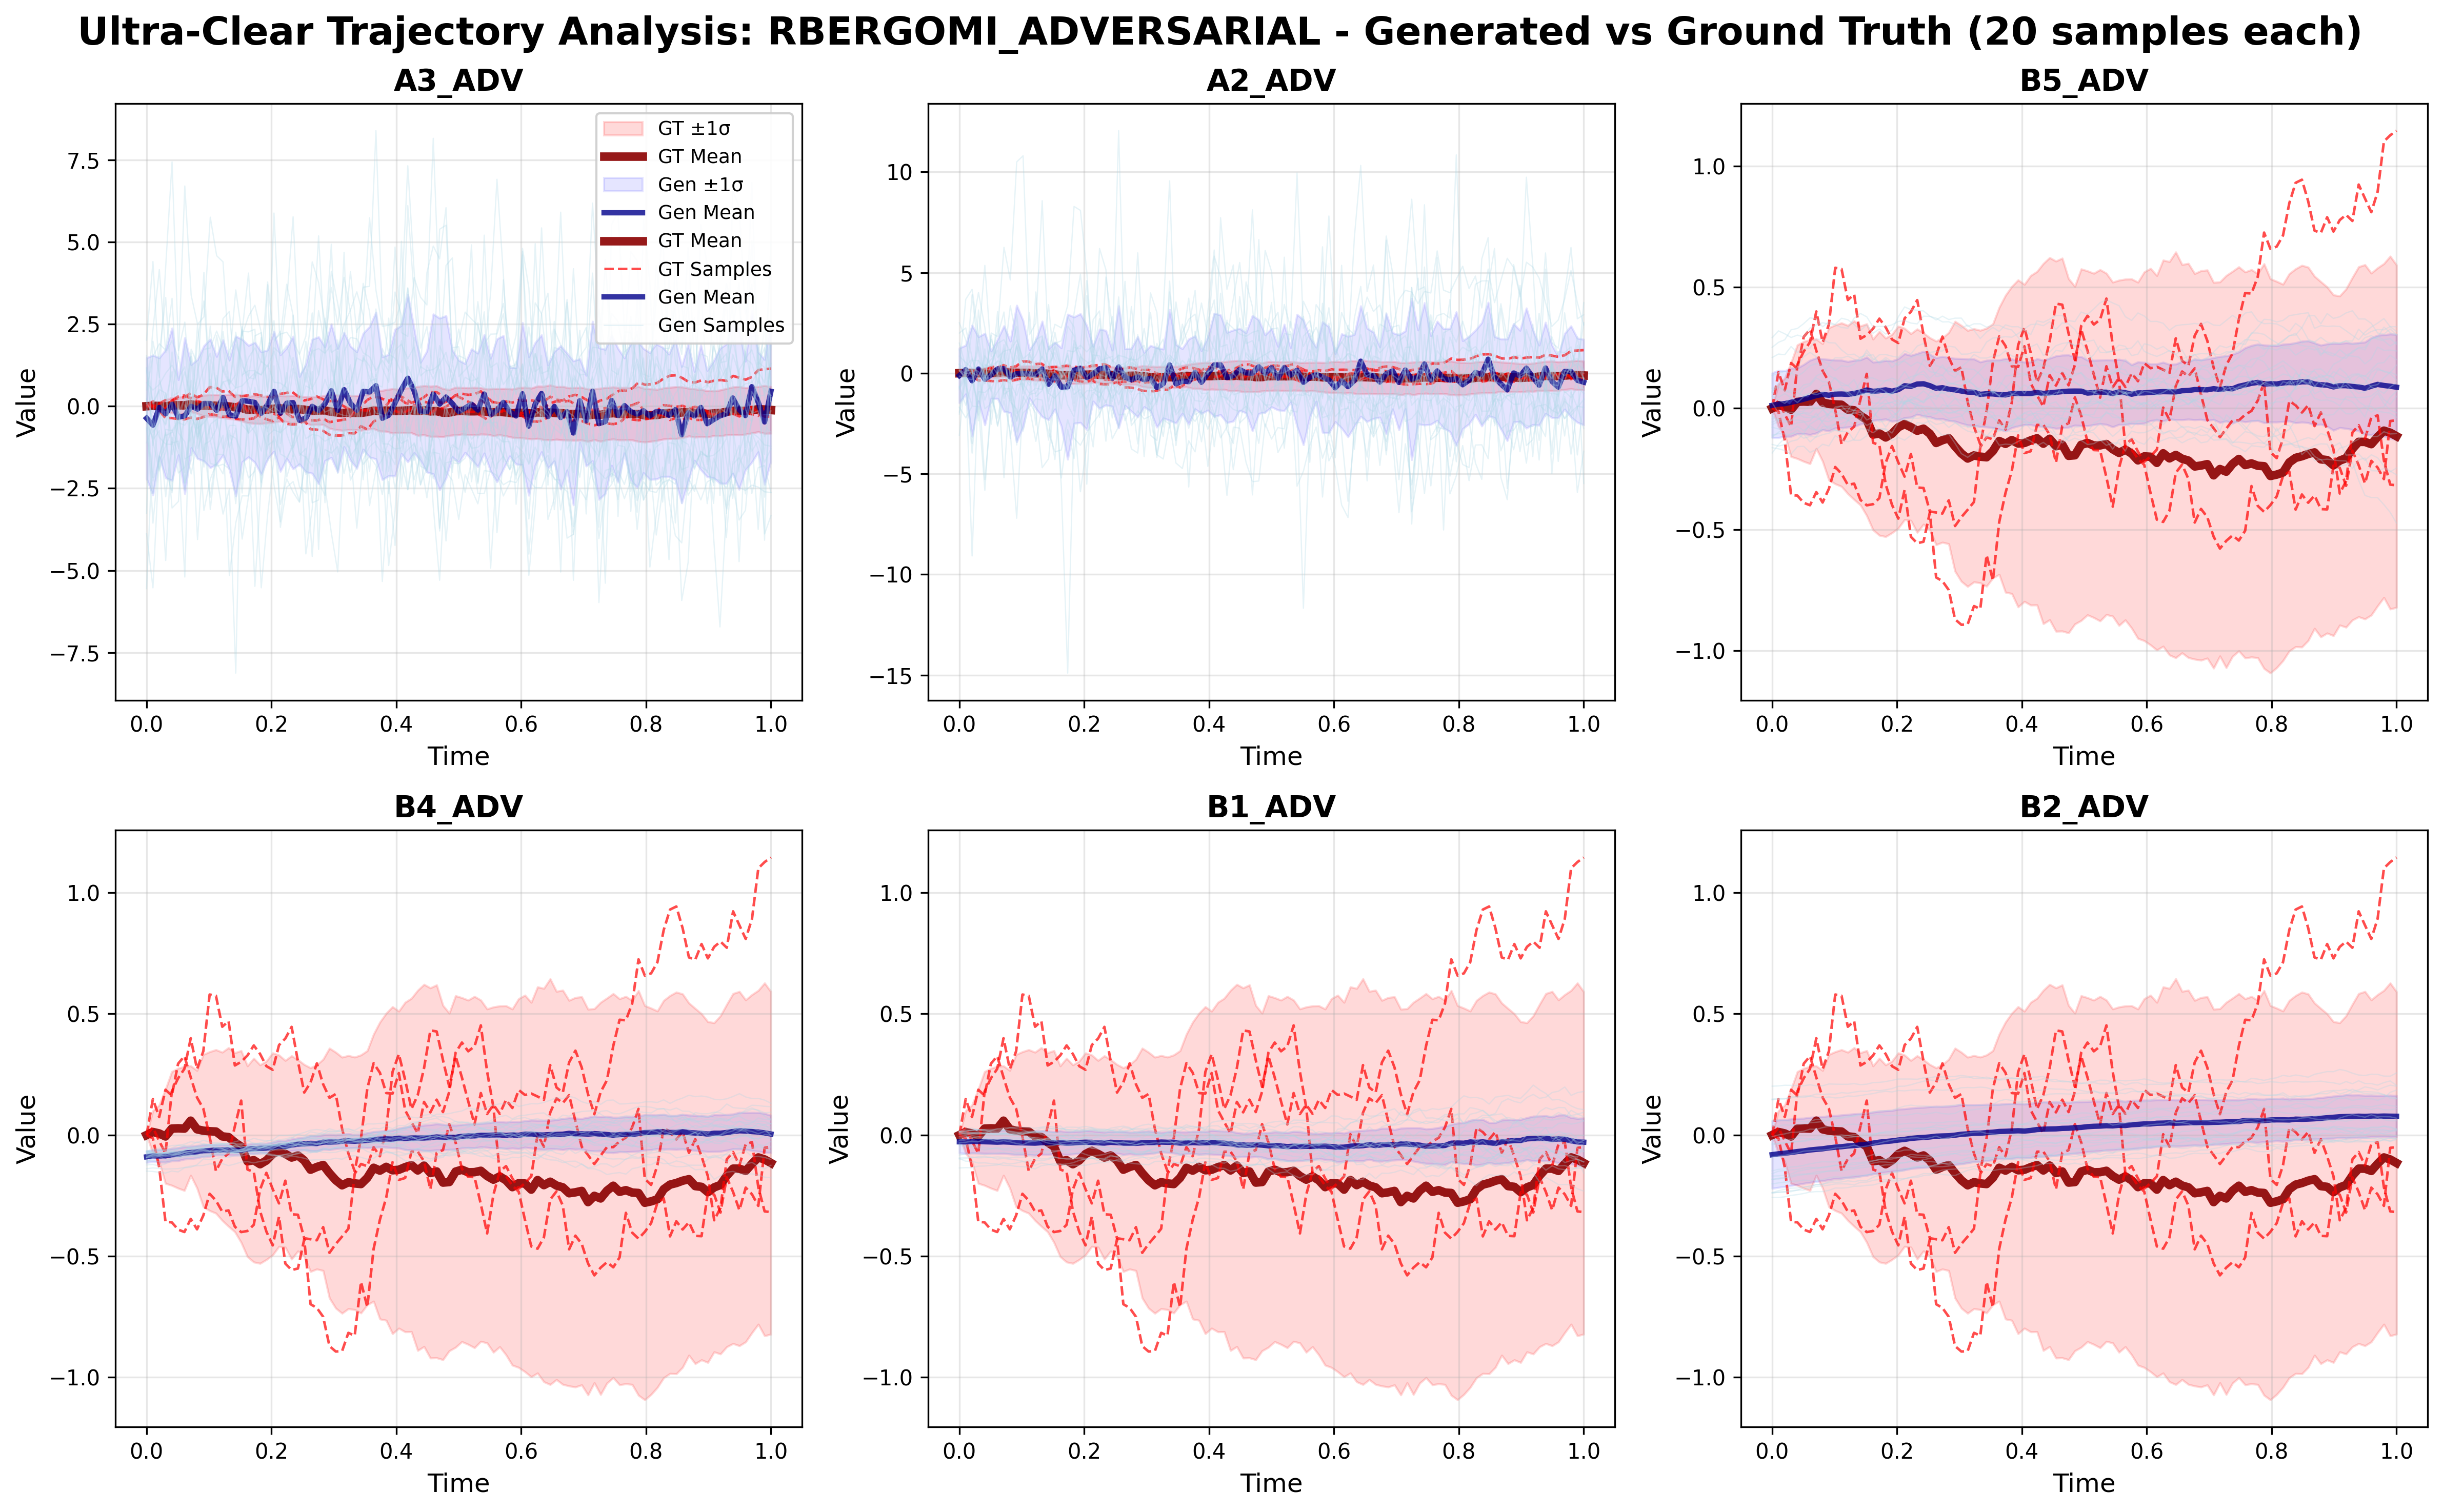 Ultra-Clear Trajectory Analysis: RBERGOMI_ADVERSARIAL - Generated vs Ground Truth (20 samples each)
A3_ADV
Value
7.5
5.0
2.5
0.0
−2.5
−5.0
−7.5
GT ±1σ
GT Mean
Gen ±1σ
Gen Mean
GT Mean
GT Samples
Gen Mean
Gen Samples
0.0 0.2 0.4 0.6 0.8 1.0
Time
A2_ADV
Value
10
5
0
−5
−10
−15
0.0 0.2 0.4 0.6 0.8 1.0
Time
B5_ADV
Value
1.0
0.5
0.0
−0.5
−1.0
0.0 0.2 0.4 0.6 0.8 1.0
Time
B4_ADV
Value
1.0
0.5
0.0
−0.5
−1.0
0.0 0.2 0.4 0.6 0.8 1.0
Time
B1_ADV
Value
1.0
0.5
0.0
−0.5
−1.0
0.0 0.2 0.4 0.6 0.8 1.0
Time
B2_ADV
Value
1.0
0.5
0.0
−0.5
−1.0
0.0 0.2 0.4 0.6 0.8 1.0
Time